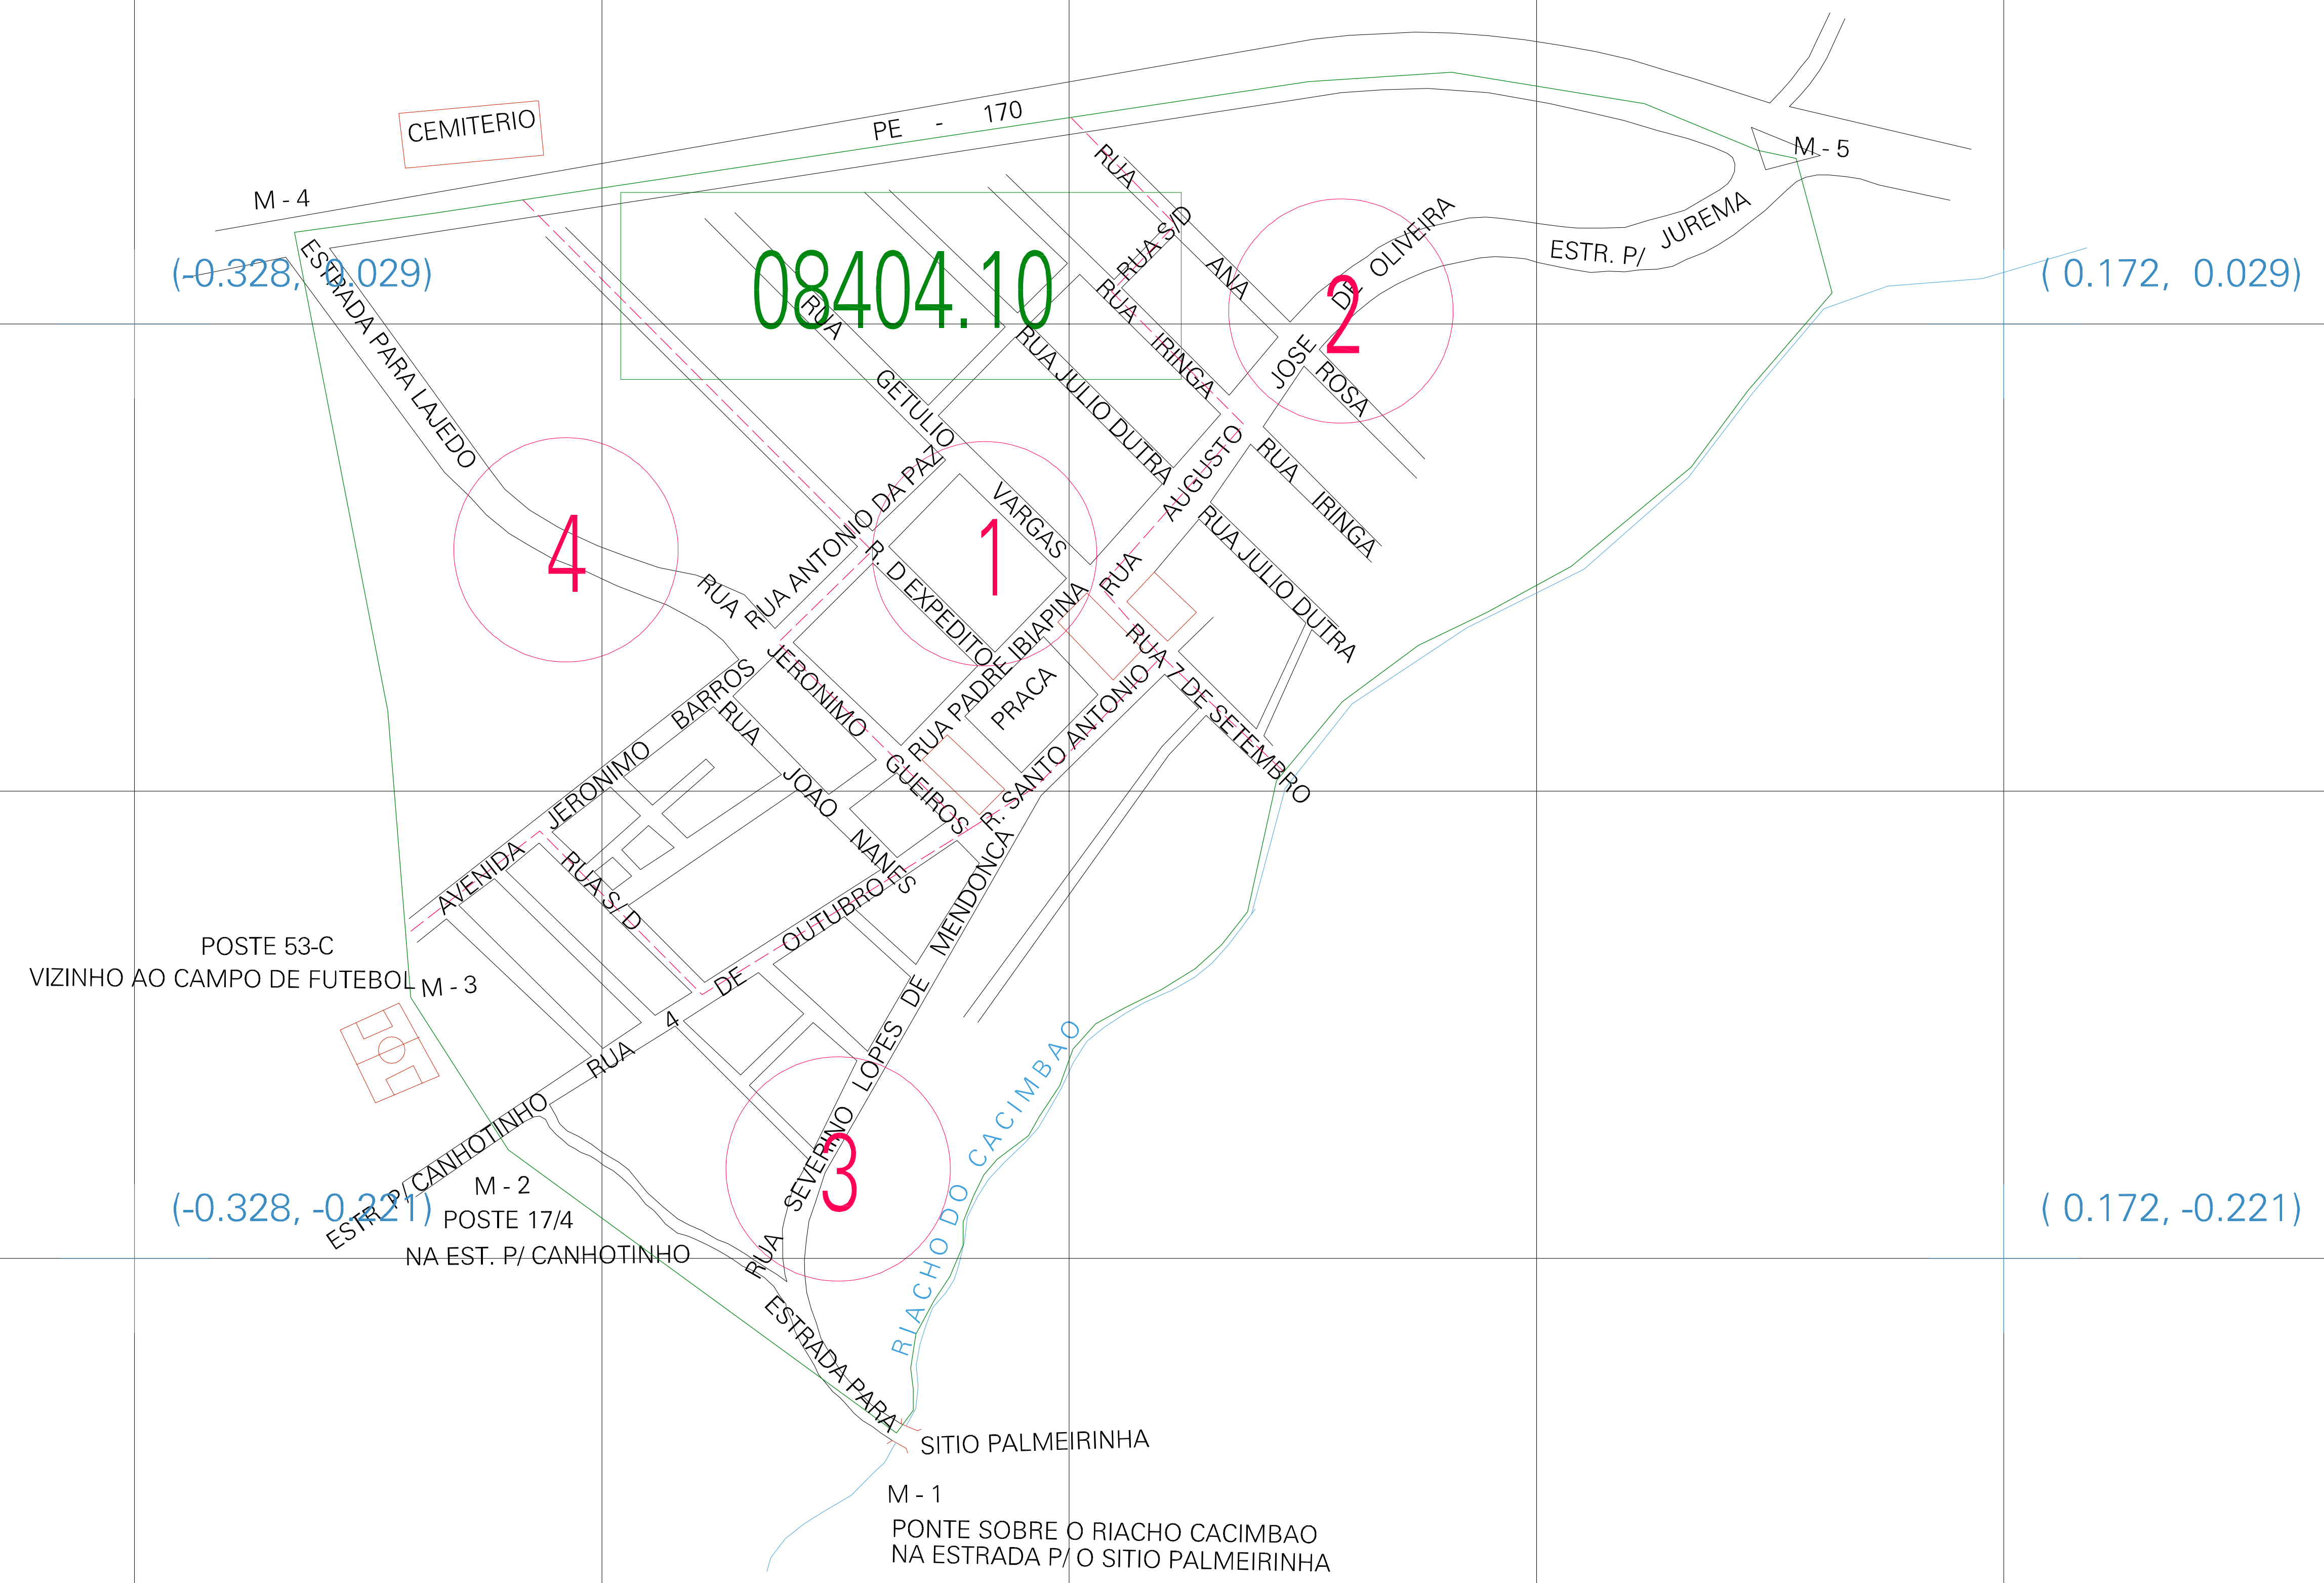 CEMITERIO
PE - 170
M - 4
M - 5
RUA ANA ROSA
RUA S/D
JOSE DE OLIVEIRA
ESTR. P/ JUREMA
(-0.328, 0.029)
( 0.172, 0.029)
08404.10
ESTRADA PARA LAJEDO
RUA GETULIO VARGAS
RUA JULIO DUTRA
RUA IRINGA
2
RUA AUGUSTO
RUA IRINGA
RUA JULIO DUTRA
4
1
RUA ANTONIO DA PAZ
R. D EXPEDITO
RUA PADRE IBIAPINA
PRACA
RUA 7 DE SETEMBRO
R. SANTO ANTONIO
RUA JERONIMO GUEIROS
AVENIDA JERONIMO BARROS
RUA JOAO NANES
RUA S/D
RUA 4 DE OUTUBRO
RUA SEVERINO LOPES DE MENDONCA
POSTE 53-C
VIZINHO AO CAMPO DE FUTEBOL
M - 3
3
RIACHO DO CACIMBAO
ESTR. P/ CANHOTINHO
(-0.328, -0.221)
( 0.172, -0.221)
M - 2
POSTE 17/4
NA EST. P/ CANHOTINHO
ESTRADA PARA
SITIO PALMEIRINHA
M - 1
PONTE SOBRE O RIACHO CACIMBAO
NA ESTRADA P/ O SITIO PALMEIRINHA